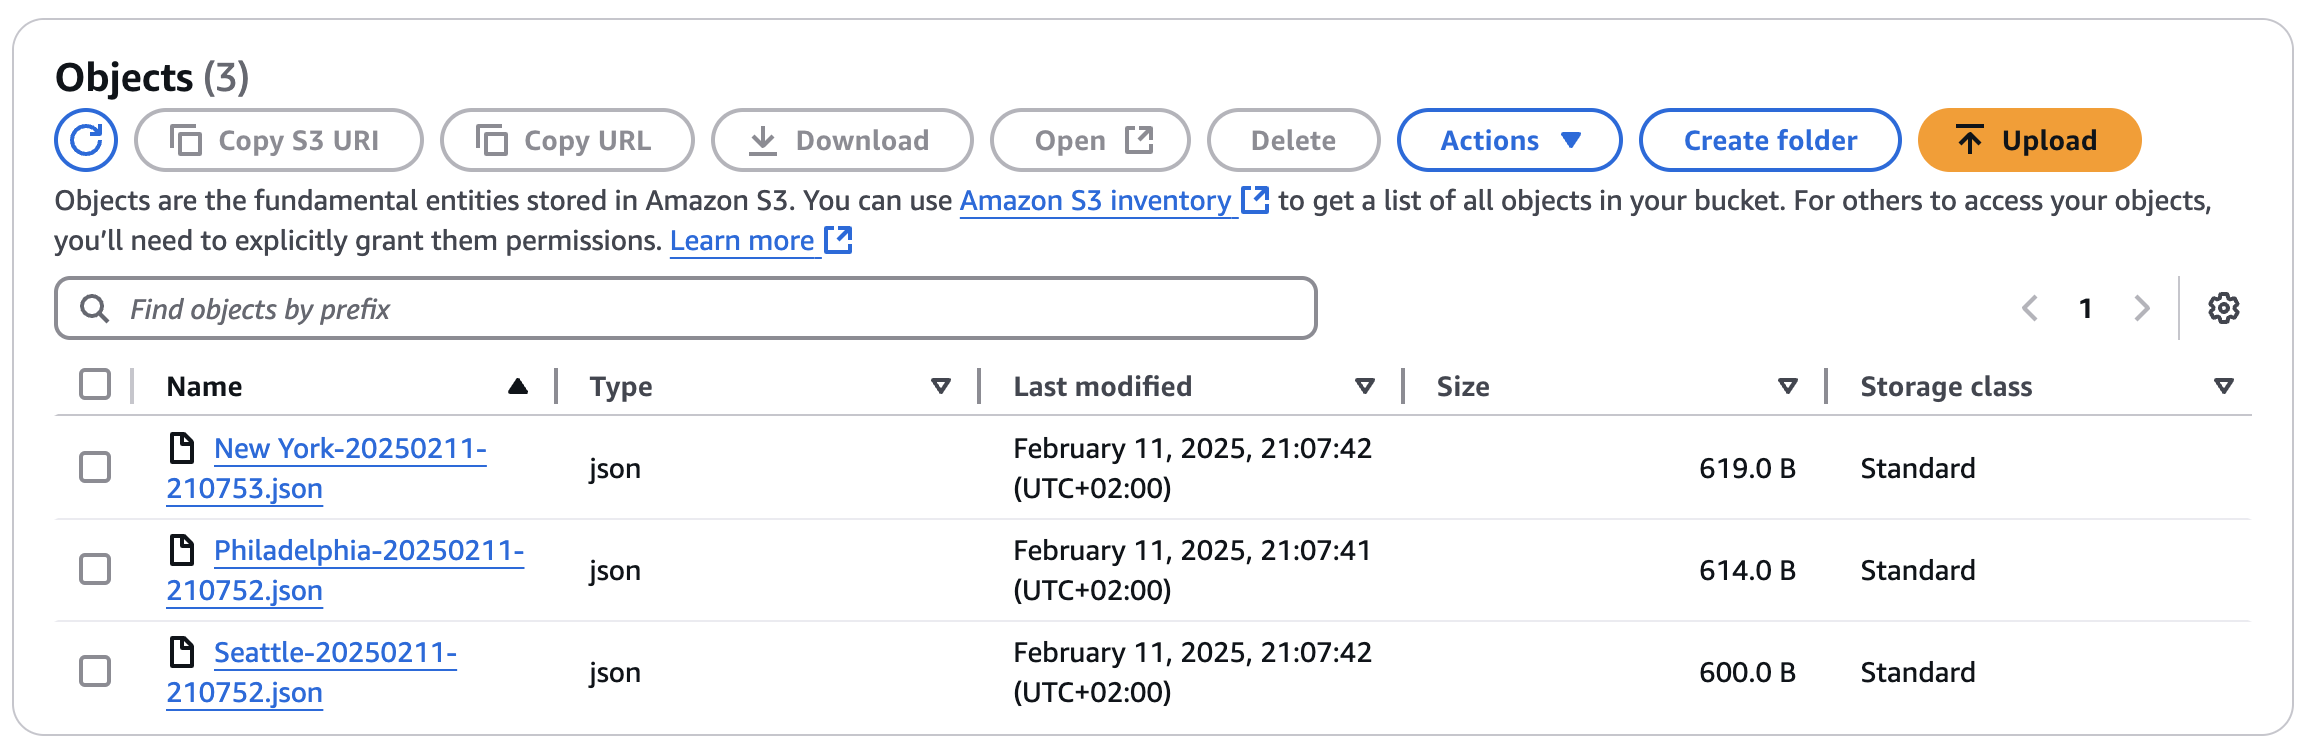 Objects (3)
Copy S3 URI Copy URL Download Open Delete Actions Create folder Upload
Objects are the fundamental entities stored in Amazon S3. You can use Amazon S3 inventory to get a list of all objects in your bucket. For others to access your objects,
you’ll need to explicitly grant them permissions. Learn more
Find objects by prefix 1
Name Type Last modified Size Storage class
New York-20250211-
210753.json
json
February 11, 2025, 21:07:42
(UTC+02:00)
619.0 B
Standard
Philadelphia-20250211-
210752.json
json
February 11, 2025, 21:07:41
(UTC+02:00)
614.0 B
Standard
Seattle-20250211-
210752.json
json
February 11, 2025, 21:07:42
(UTC+02:00)
600.0 B
Standard